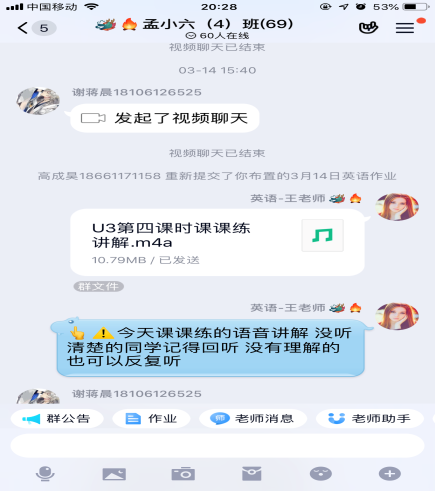 中国移动
20:28
53%
5
孟小六（4）班(69)
60人在线
视频聊天已结束
03-14 15:40
谢蒋晨18106126525
发起了视频聊天
视频聊天已结束
高成昊18661171158 重新提交了你布置的3月14日英语作业
英语-王老师
U3第四课时课课练
讲解.m4a
10.79MB / 已发送
群文件
英语-王老师
今天课课练的语音讲解 没听
清楚的同学记得回听 没有理解的
也可以反复听
谢蒋晨18106126525
群公告
作业
老师消息
老师助手